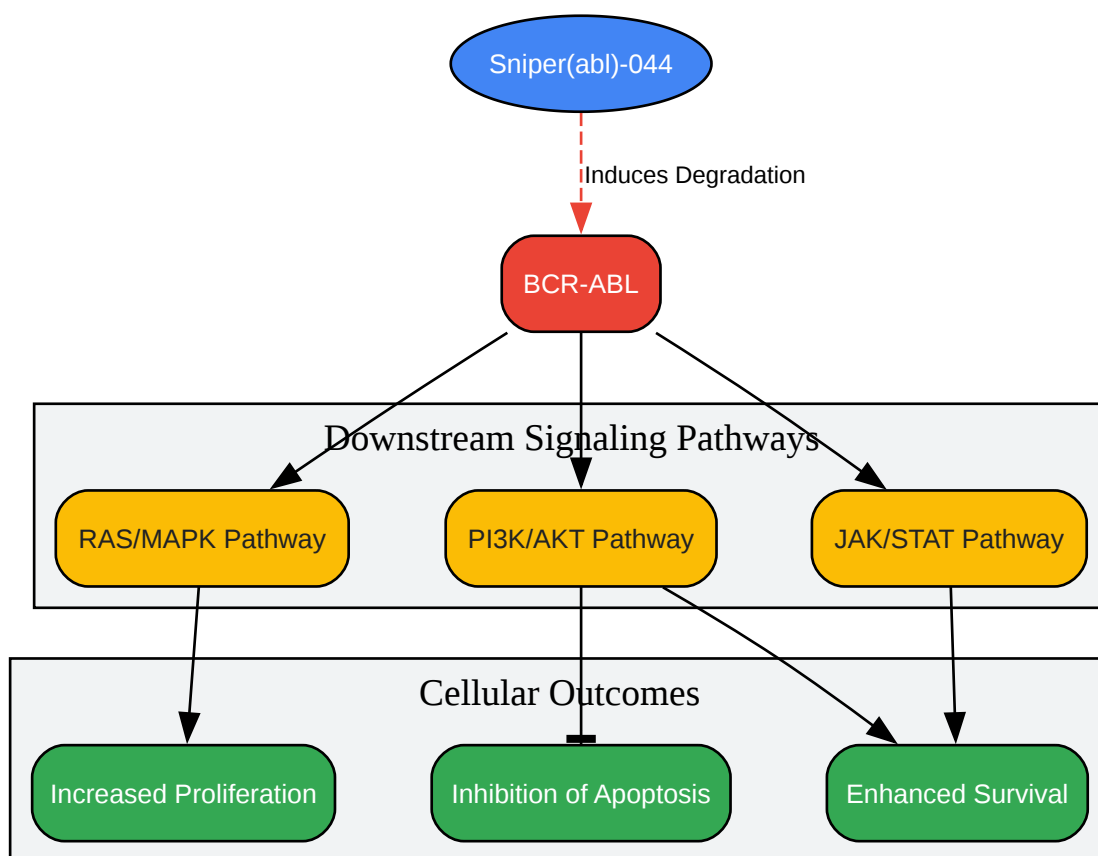 Sniper(abl)-044
Induces Degradation
BCR-ABL
Downstream Signaling Pathways
RAS/MAPK Pathway
PI3K/AKT Pathway
JAK/STAT Pathway
Cellular Outcomes
Increased Proliferation
Inhibition of Apoptosis
Enhanced Survival